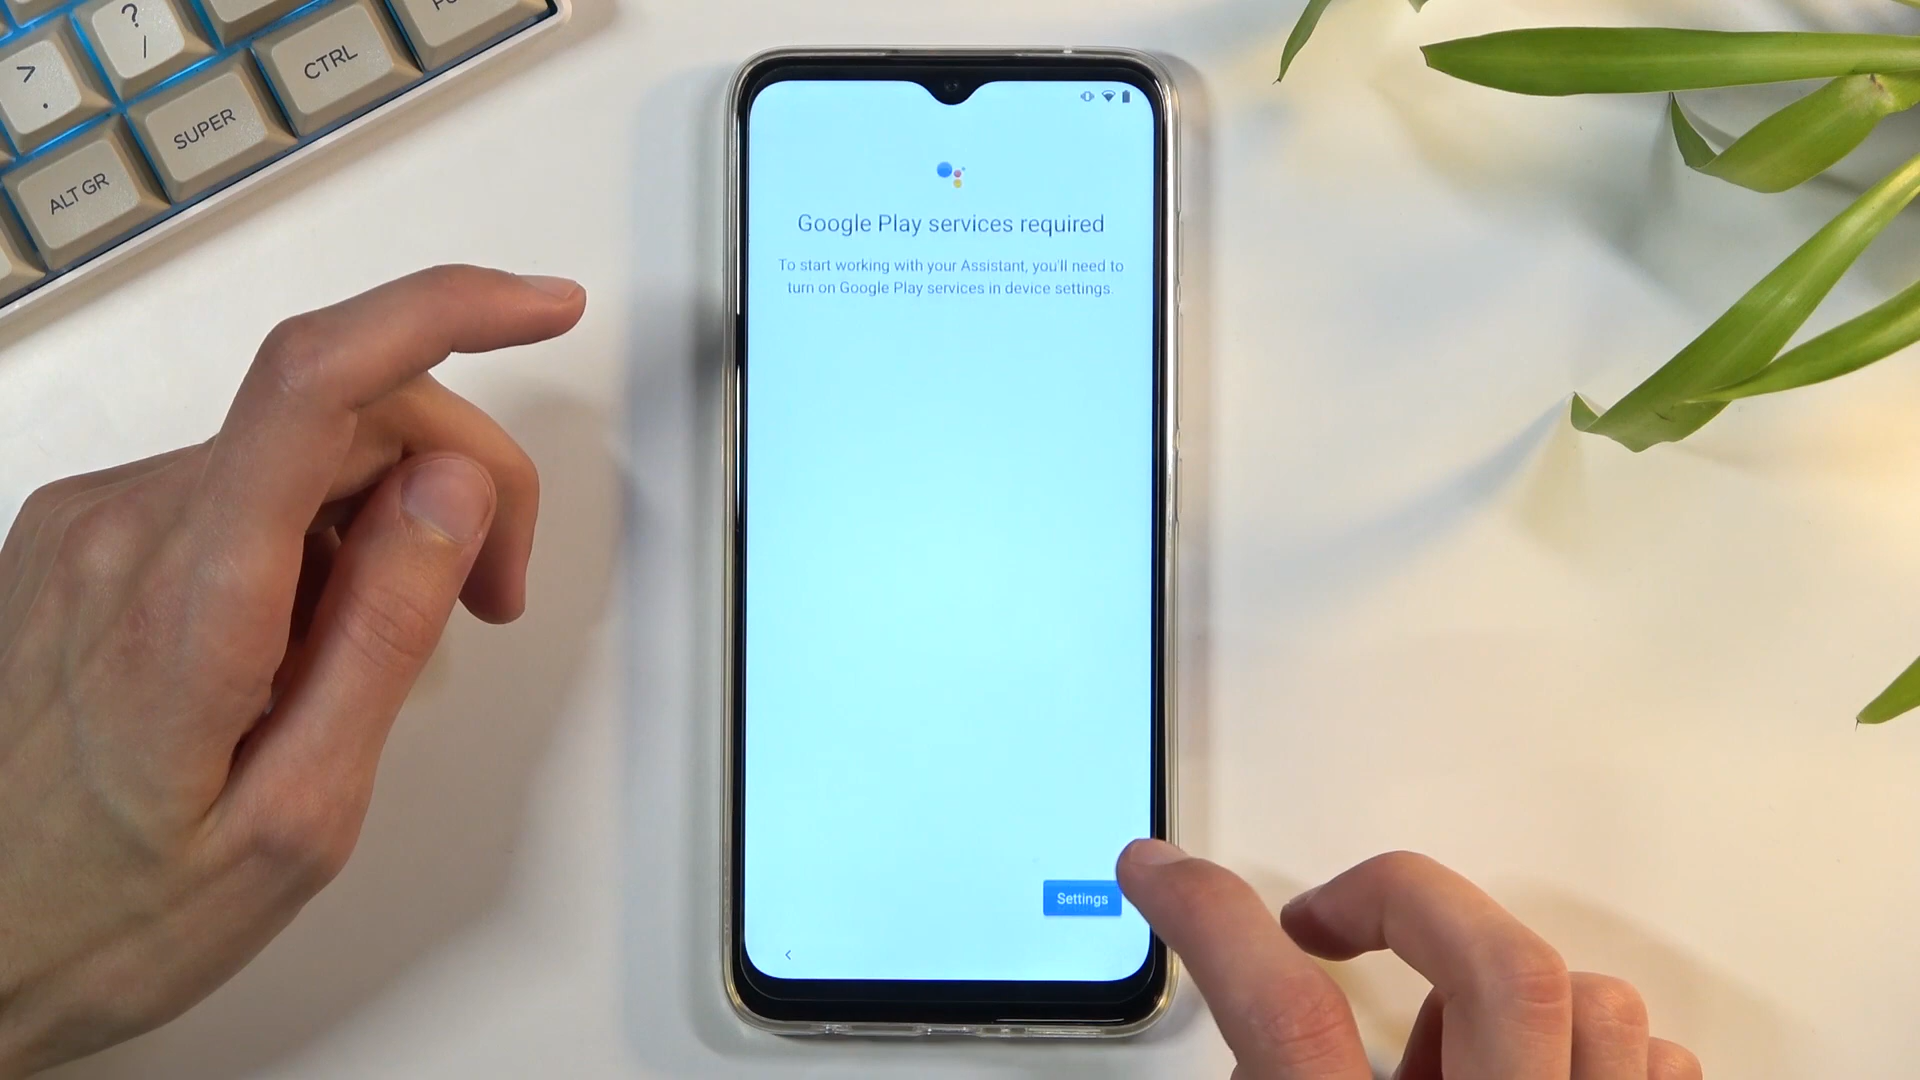 ?
/
>
.
CTRL
SUPER
ALT GR
Google Play services required
To start working with your Assistant, you'll need to
turn on Google Play services in device settings.
Settings